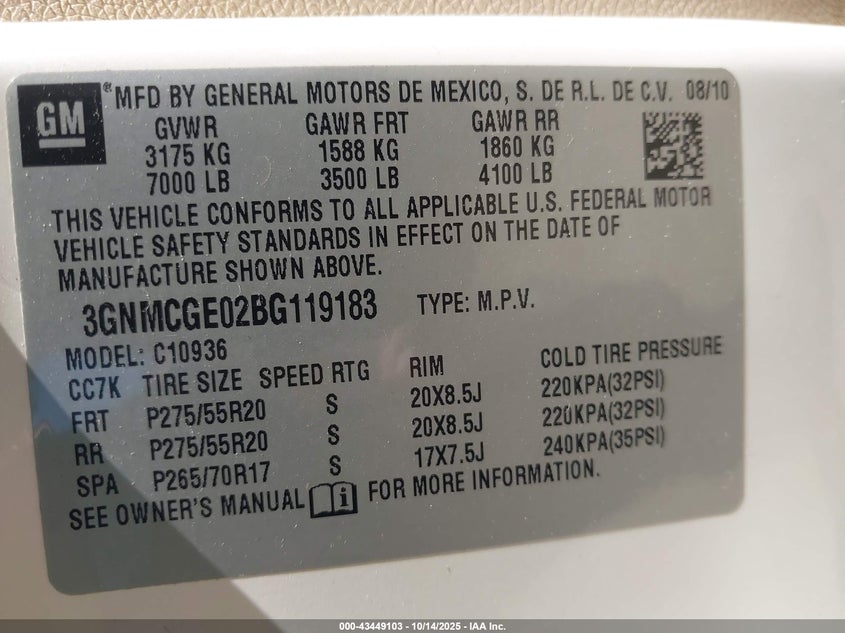 GM
® MFD BY GENERAL MOTORS DE MEXICO, S. DE R.L. DE C.V. 08/10
GVWR GAWR FRT GAWR RR
3175 KG 1588 KG 1860 KG
7000 LB 3500 LB 4100 LB
THIS VEHICLE CONFORMS TO ALL APPLICABLE U.S. FEDERAL MOTOR
VEHICLE SAFETY STANDARDS IN EFFECT ON THE DATE OF
MANUFACTURE SHOWN ABOVE.
3GNMCGE02BG119183 TYPE: M.P.V.
MODEL: C10936
CC7K TIRE SIZE SPEED RTG RIM COLD TIRE PRESSURE
FRT P275/55R20 S 20X8.5J 220KPA(32PSI)
RR P275/55R20 S 20X8.5J 220KPA(32PSI)
SPA P265/70R17 S 17X7.5J 240KPA(35PSI)
SEE OWNER'S MANUAL i FOR MORE INFORMATION.
000-43449103 - 10/14/2025 - IAA Inc.